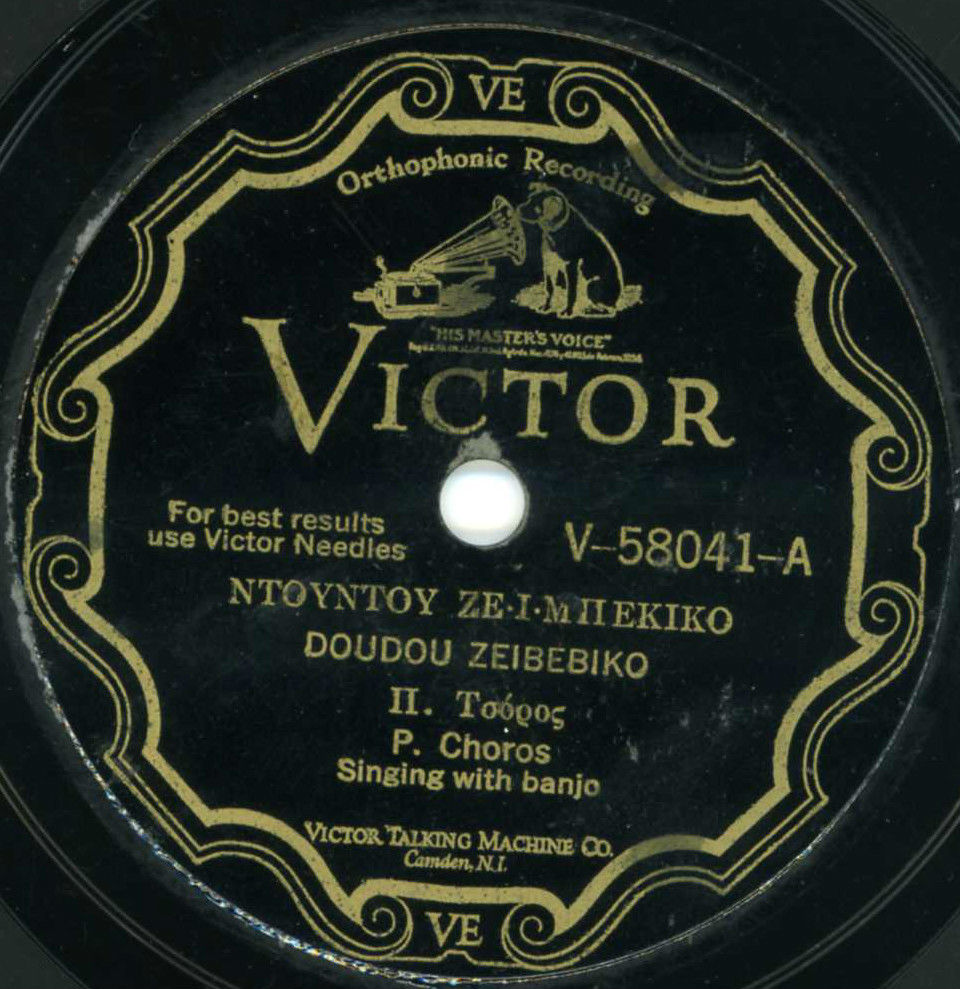 VE
Orthophonic Recording
"HIS MASTER'S VOICE"
VICTOR
For best results
use Victor Needles
V-58041-A
ΝΤΟΥΝΤΟΥ ΖΕ·Ι·ΜΠΕΚΙΚΟ
DOUDOU ZEIBEBIKO
Π. Τσόρος
P. Choros
Singing with banjo
VICTOR TALKING MACHINE CO.
Camden, N.J.
VE